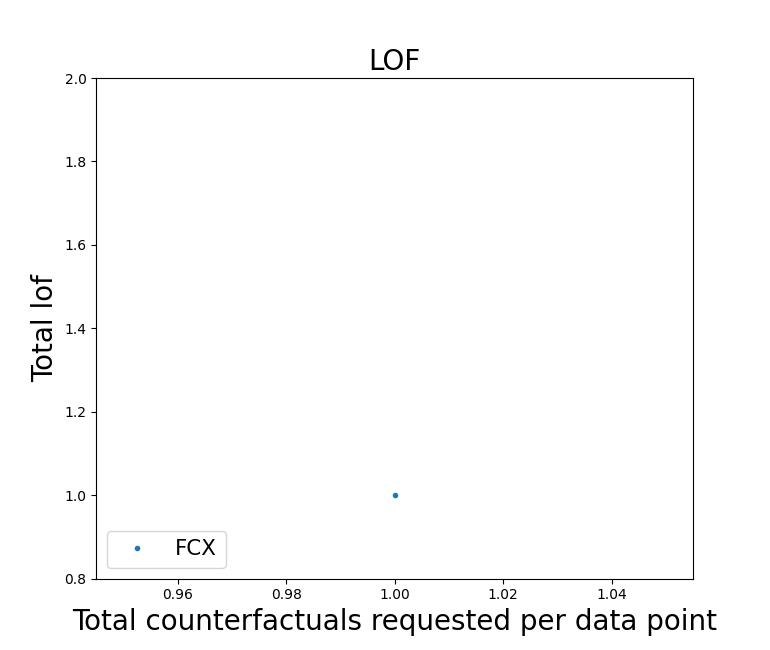 LOF
2.0
1.8
1.6
1.4
1.2
1.0
0.8
Total lof
FCX
0.96 0.98 1.00 1.02 1.04
Total counterfactuals requested per data point